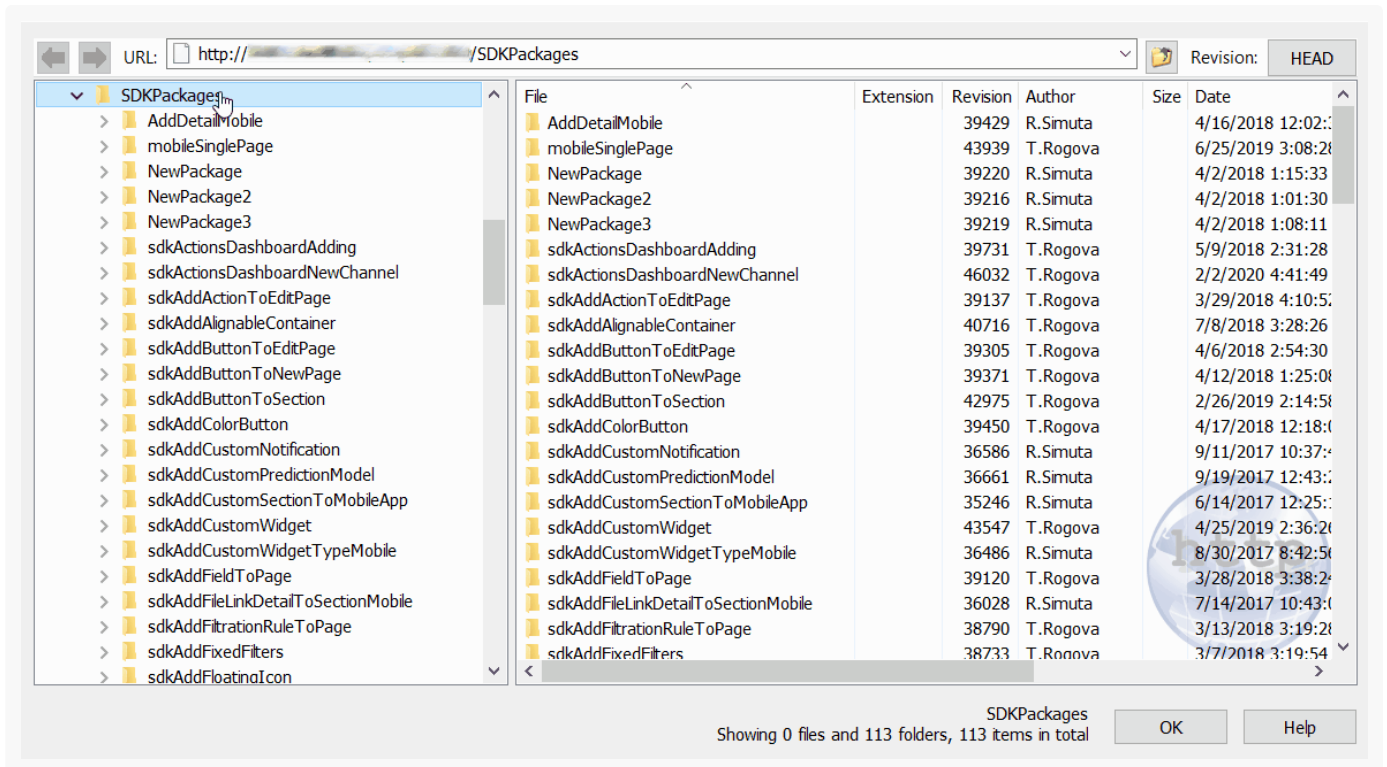 URL: http:// /SDKPackages Revision: HEAD
SDKPackages
AddDetailMobile
mobileSinglePage
NewPackage
NewPackage2
NewPackage3
sdkActionsDashboardAdding
sdkActionsDashboardNewChannel
sdkAddActionToEditPage
sdkAddAlignableContainer
sdkAddButtonToEditPage
sdkAddButtonToNewPage
sdkAddButtonToSection
sdkAddColorButton
sdkAddCustomNotification
sdkAddCustomPredictionModel
sdkAddCustomSectionToMobileApp
sdkAddCustomWidget
sdkAddCustomWidgetTypeMobile
sdkAddFieldToPage
sdkAddFileLinkDetailToSectionMobile
sdkAddFiltrationRuleToPage
sdkAddFixedFilters
sdkAddFloatingIcon
File Extension Revision Author Size Date
AddDetailMobile 39429 R.Simuta 4/16/2018 12:02:
mobileSinglePage 43939 T.Rogova 6/25/2019 3:08:28
NewPackage 39220 R.Simuta 4/2/2018 1:15:33
NewPackage2 39216 R.Simuta 4/2/2018 1:01:30
NewPackage3 39219 R.Simuta 4/2/2018 1:08:11
sdkActionsDashboardAdding 39731 T.Rogova 5/9/2018 2:31:28
sdkActionsDashboardNewChannel 46032 T.Rogova 2/2/2020 4:41:49
sdkAddActionToEditPage 39137 T.Rogova 3/29/2018 4:10:52
sdkAddAlignableContainer 40716 T.Rogova 7/8/2018 3:28:26
sdkAddButtonToEditPage 39305 T.Rogova 4/6/2018 2:54:30
sdkAddButtonToNewPage 39371 T.Rogova 4/12/2018 1:25:08
sdkAddButtonToSection 42975 T.Rogova 2/26/2019 2:14:58
sdkAddColorButton 39450 T.Rogova 4/17/2018 12:18:
sdkAddCustomNotification 36586 R.Simuta 9/11/2017 10:37:
sdkAddCustomPredictionModel 36661 R.Simuta 9/19/2017 12:43:
sdkAddCustomSectionToMobileApp 35246 R.Simuta 6/14/2017 12:25:
sdkAddCustomWidget 43547 T.Rogova 4/25/2019 2:36:26
sdkAddCustomWidgetTypeMobile 36486 R.Simuta 8/30/2017 8:42:56
sdkAddFieldToPage 39120 T.Rogova 3/28/2018 3:38:24
sdkAddFileLinkDetailToSectionMobile 36028 R.Simuta 7/14/2017 10:43:
sdkAddFiltrationRuleToPage 38790 T.Rogova 3/13/2018 3:19:28
sdkAddFixedFilters 38733 T.Rogova 3/7/2018 3:19:54
http
SDKPackages
Showing 0 files and 113 folders, 113 items in total
OK Help